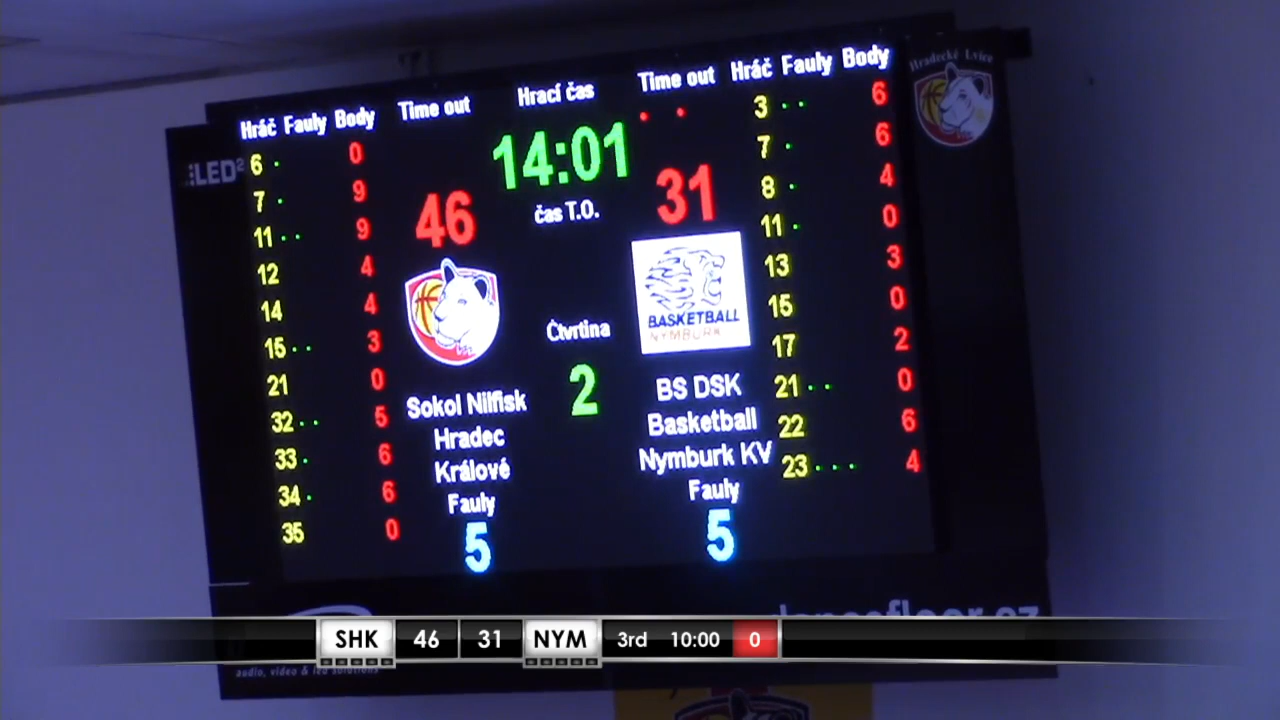 Hráč Fauly Body
Time out
Hrací čas
Time out
Hráč Fauly Body
Hradecké Lvice
LED²
6 . 0
7 . 9
11 .. 9
12 4
14 4
15 .. 3
21 0
32 .. 5
33 . 6
34 . 6
35 0
46
14:01
čas T.O.
31
BASKETBALL
NYMBURK
Čtvrtina
2
Sokol Nilfisk
Hradec
Králové
Fauly
5
BS DSK
Basketball
Nymburk KV
Fauly
5
3 .. 6
7 . 6
8 . 4
11 . 0
13 3
15 0
17 2
21 .. 0
22 6
23 ... 4
audio, video & led solutions
SHK 46 31 NYM 3rd 10:00 0